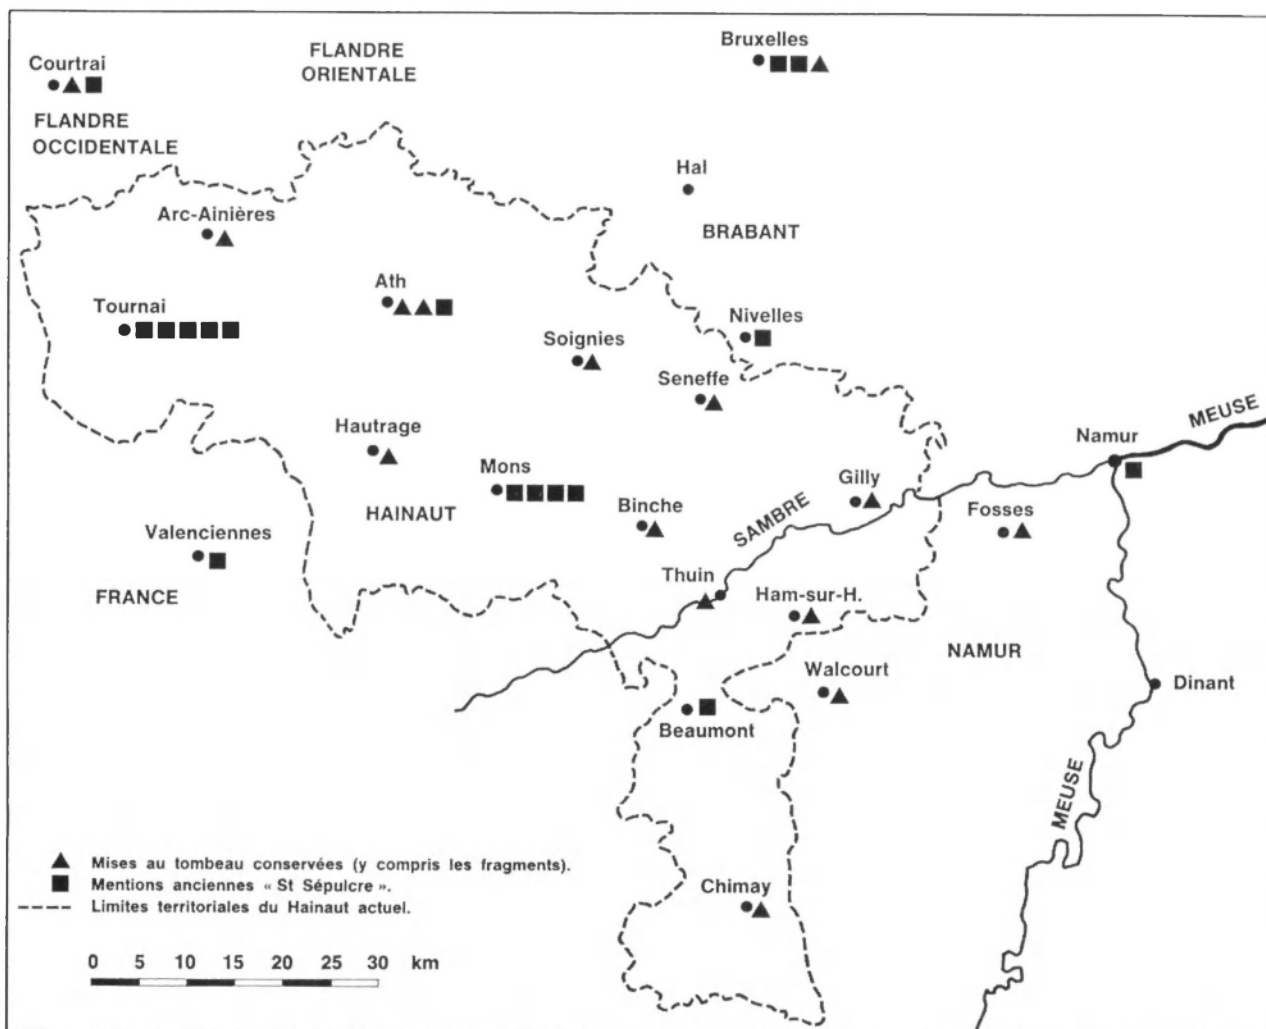 Courtrai
FLANDRE
ORIENTALE
Bruxelles
FLANDRE
OCCIDENTALE
Hal
Arc-Ainières
BRABANT
Ath
Tournai
Nivelles
Soignies
Seneffe
MEUSE
Hautrage
Namur
Mons
Gilly
HAINAUT
Binche
SAMBRE
Fosses
Valenciennes
Thuin
FRANCE
Ham-sur-H.
NAMUR
Walcourt
Dinant
Beaumont
MEUSE
Mises au tombeau conservées (y compris les fragments).
Mentions anciennes « St Sépulcre ».
Chimay
Limites territoriales du Hainaut actuel.
0 5 10 15 20 25 30 km